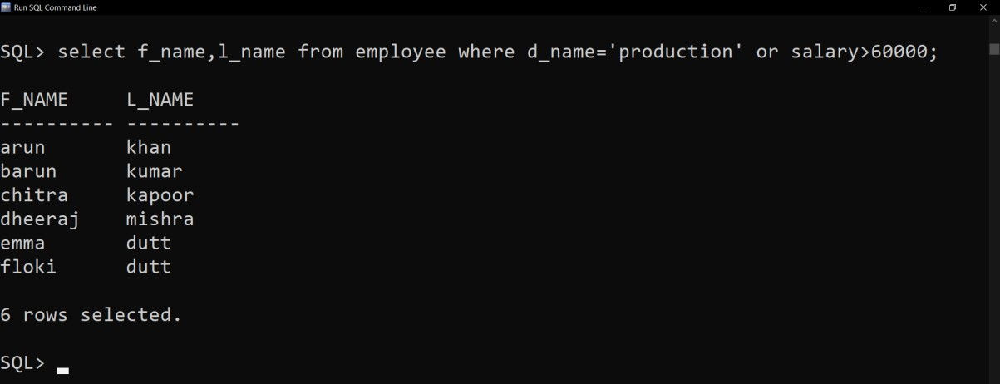 Run SQL Command Line
SQL> select f_name,l_name from employee where d_name='production' or salary>60000;
F_NAME     L_NAME
---------- ----------
arun       khan
barun      kumar
chitra     kapoor
dheeraj    mishra
emma       dutt
floki      dutt
6 rows selected.
SQL>